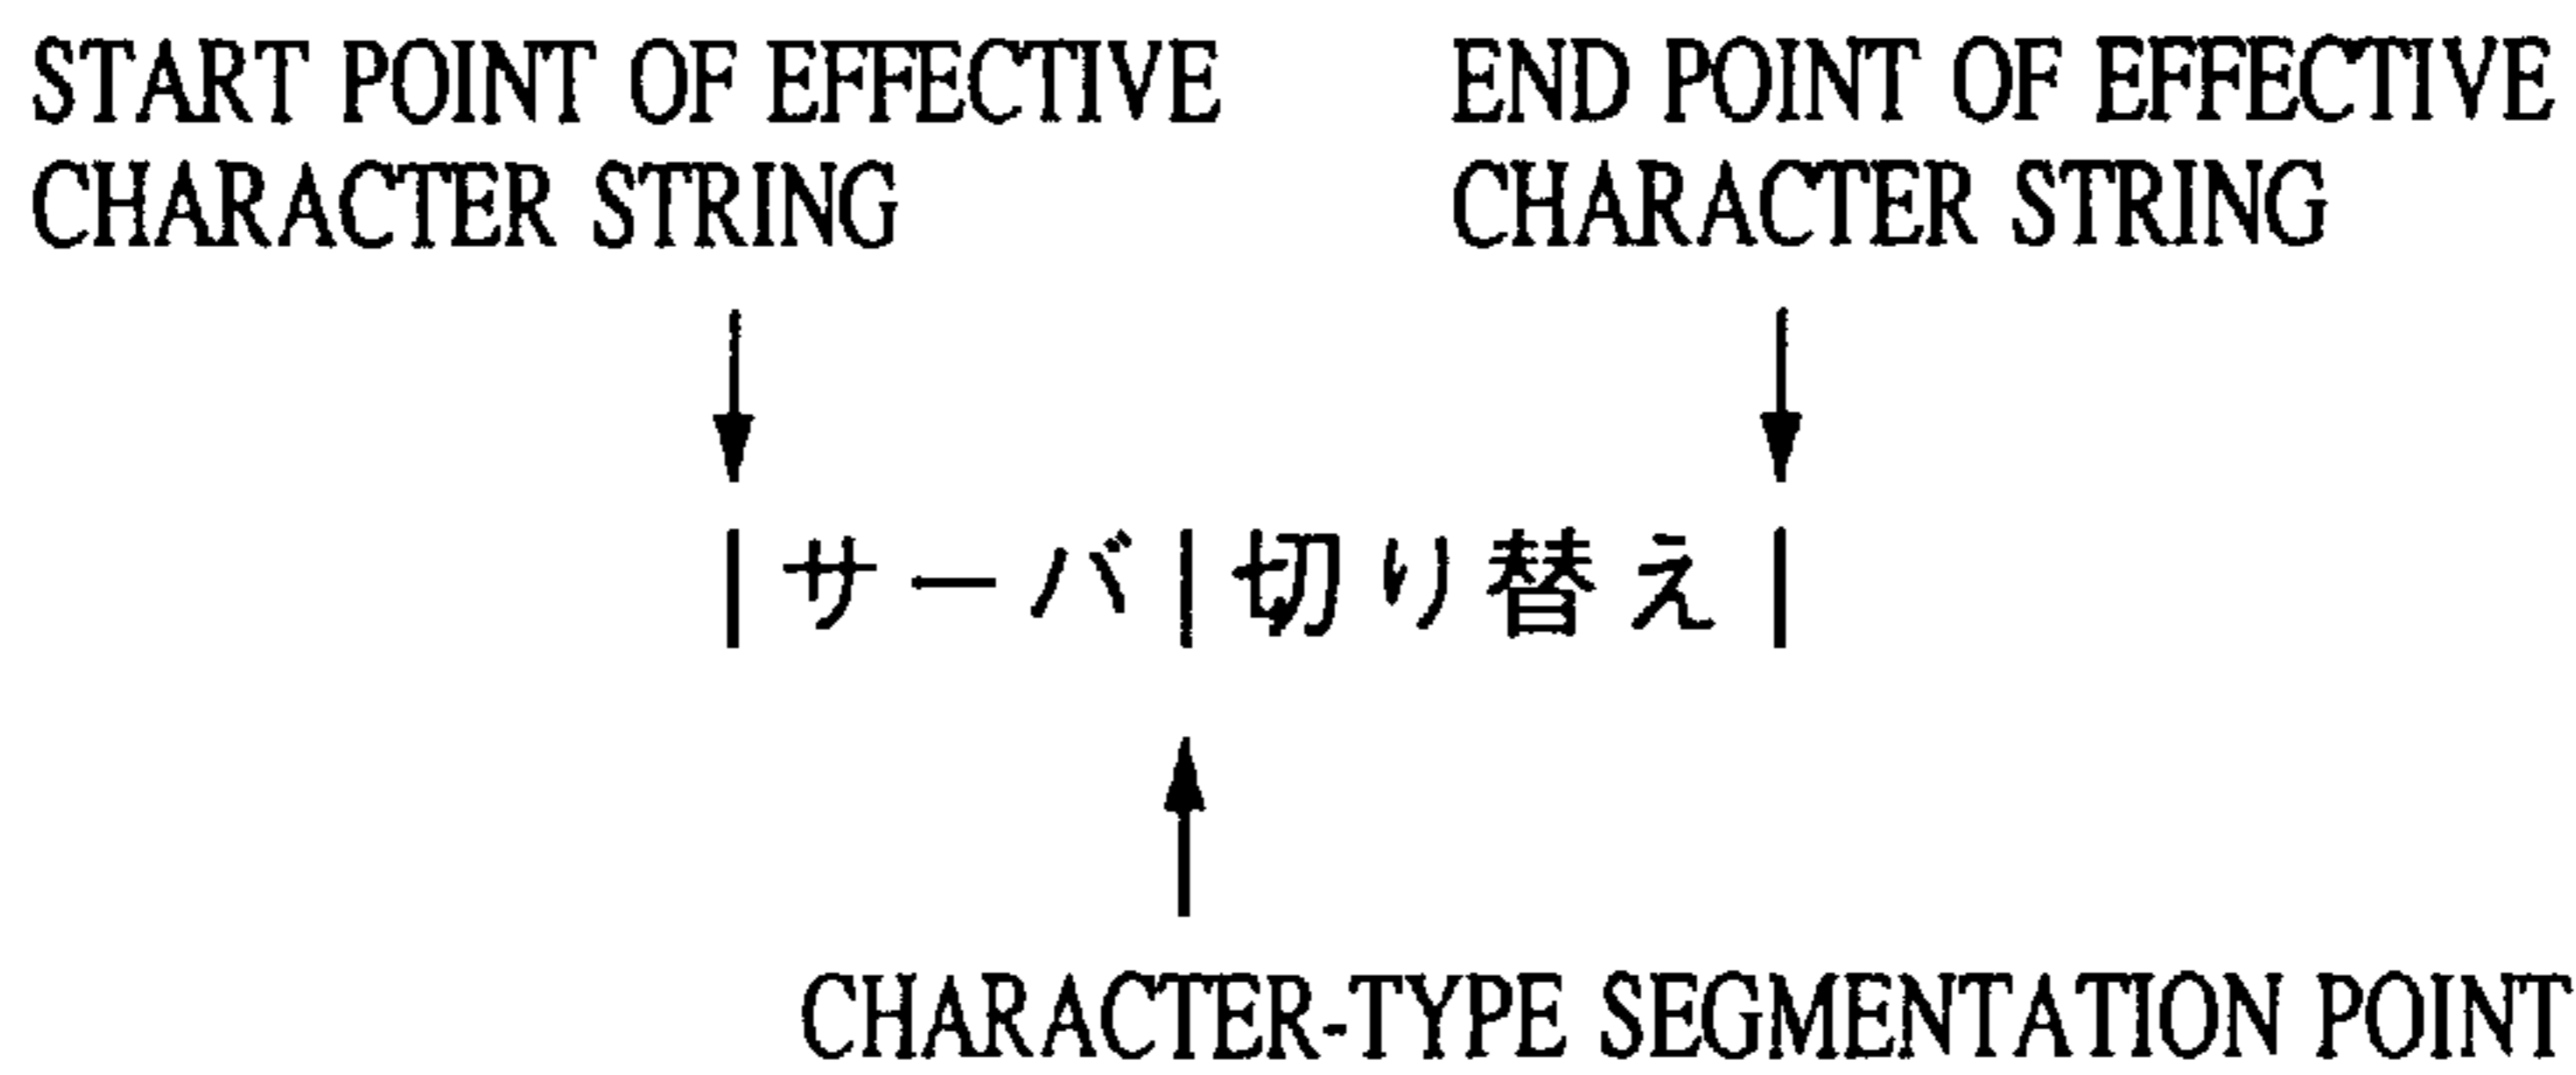 START POINT OF EFFECTIVE
CHARACTER STRING
END POINT OF EFFECTIVE
CHARACTER STRING
|サーバ|切り替え|
CHARACTER-TYPE SEGMENTATION POINT